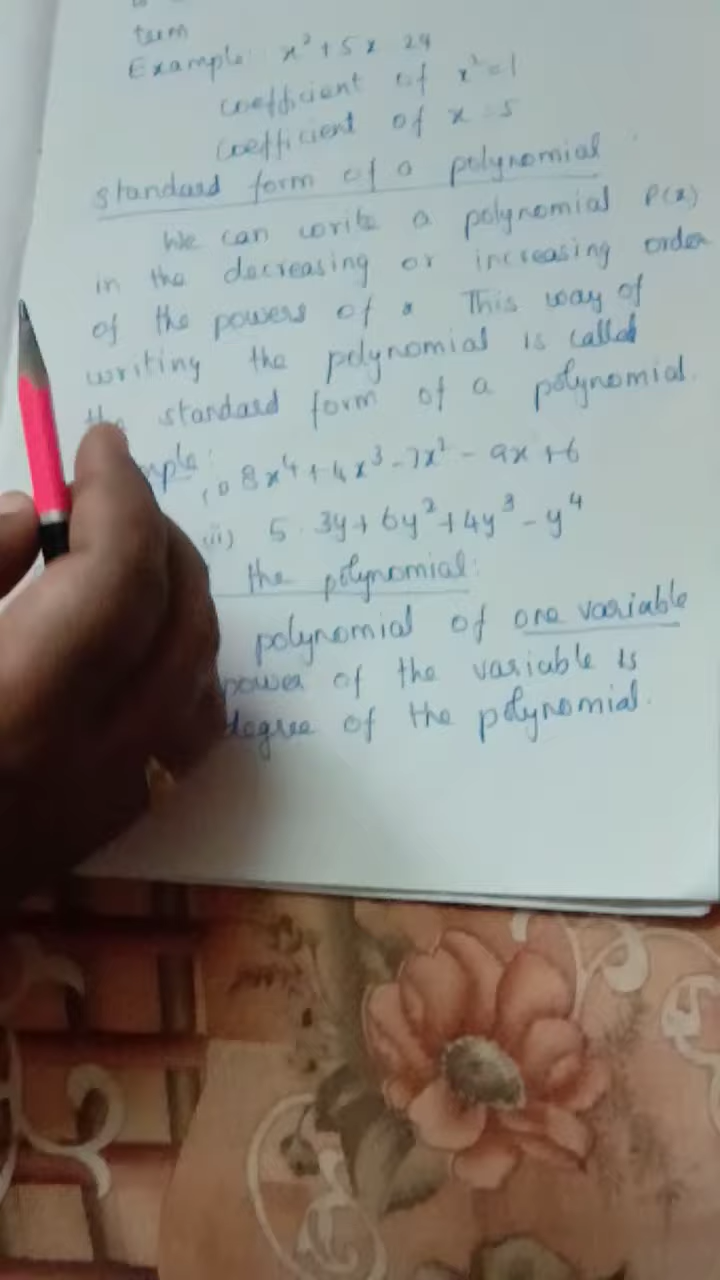 term
Example: x² + 5x 24
coefficient of x² = 1
coefficient of x = 5
standard form of a polynomial
We can write a polynomial P(x)
in the decreasing or increasing order
of the powers of x This way of
writing the polynomial is called
the standard form of a polynomial.
mple:
(i) 8x⁴ + 4x³ - 7x² - 9x + 6
(ii) 5 3y + 6y² + 4y³ - y⁴
the polynomial:
polynomial of one variable
power of the variable is
degree of the polynomial.